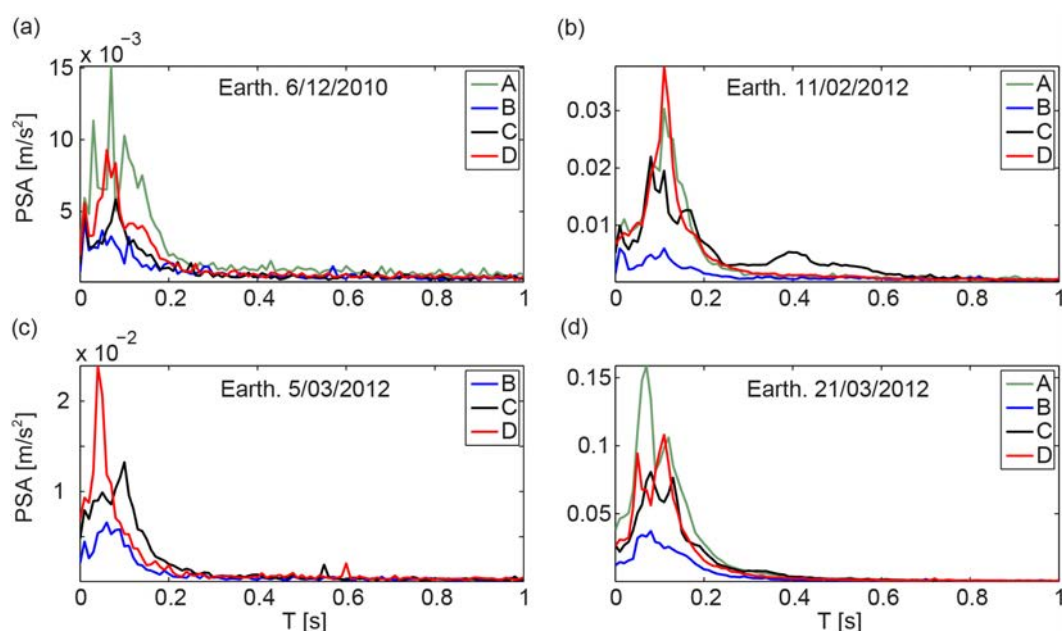 (a)
x 10⁻³
15
10
5
PSA [m/s²]
Earth. 6/12/2010
A
B
C
D
0 0.2 0.4 0.6 0.8 1
(b)
0.03
0.02
0.01
Earth. 11/02/2012
A
B
C
D
0 0.2 0.4 0.6 0.8 1
(c)
x 10⁻²
2
1
PSA [m/s²]
Earth. 5/03/2012
B
C
D
0 0.2 0.4 0.6 0.8 1
T [s]
(d)
0.15
0.1
0.05
Earth. 21/03/2012
A
B
C
D
0 0.2 0.4 0.6 0.8 1
T [s]